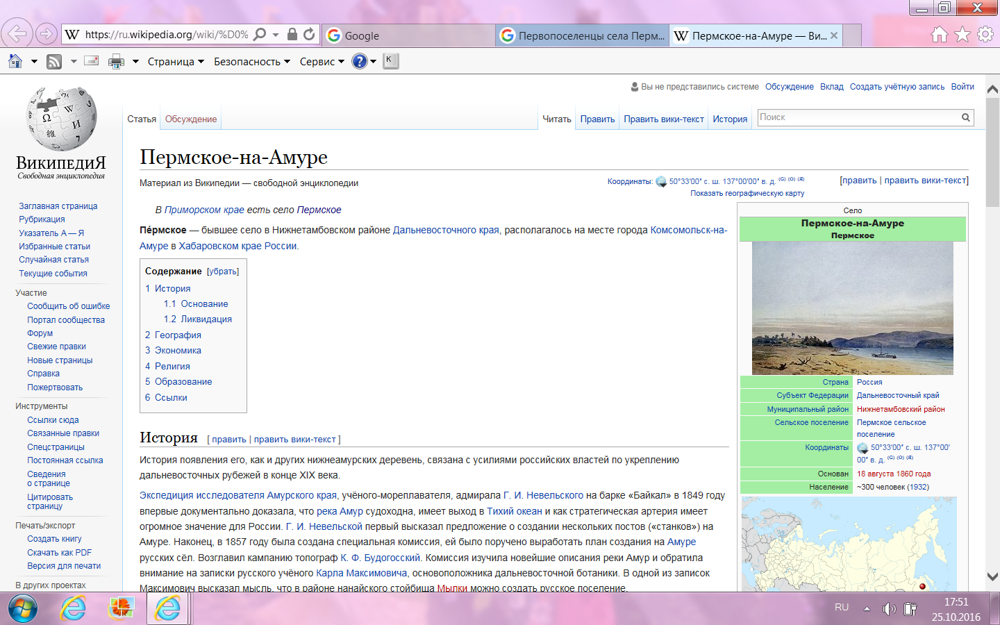 https://ru.wikipedia.org/wiki/%D0%
Google
Первопоселенцы села Перм...
Пермское-на-Амуре — Ви...
Страница
Безопасность
Сервис
K
Вы не представились системе Обсуждение Вклад Создать учётную запись Войти
Статья Обсуждение
Читать Править Править вики-текст История
Поиск
ВикипедиЯ
Свободная энциклопедия
Заглавная страница
Рубрикация
Указатель А — Я
Избранные статьи
Случайная статья
Текущие события
Участие
Сообщить об ошибке
Портал сообщества
Форум
Свежие правки
Новые страницы
Справка
Пожертвовать
Инструменты
Ссылки сюда
Связанные правки
Спецстраницы
Постоянная ссылка
Сведения
о странице
Цитировать
страницу
Печать/экспорт
Создать книгу
Скачать как PDF
Версия для печати
В других проектах
Пермское-на-Амуре
Материал из Википедии — свободной энциклопедии
Координаты: 50°33′00″ с. ш. 137°00′00″ в. д. (G) (O) (Я)
Показать географическую карту
[править | править вики-текст]
В Приморском крае есть село Пермское
Пе́рмское — бывшее село в Нижнетамбовском районе Дальневосточного края, располагалось на месте города Комсомольск-на-
Амуре в Хабаровском крае России.
Содержание [убрать]
1 История
1.1 Основание
1.2 Ликвидация
2 География
3 Экономика
4 Религия
5 Образование
6 Ссылки
История [ править | править вики-текст ]
История появления его, как и других нижнеамурских деревень, связана с усилиями российских властей по укреплению
дальневосточных рубежей в конце XIX века.
Экспедиция исследователя Амурского края, учёного-мореплавателя, адмирала Г. И. Невельского на барке «Байкал» в 1849 году
впервые документально доказала, что река Амур судоходна, имеет выход в Тихий океан и как стратегическая артерия имеет
огромное значение для России. Г. И. Невельской первый высказал предложение о создании нескольких постов («станков») на
Амуре. Наконец, в 1857 году была создана специальная комиссия, ей было поручено выработать план создания на Амуре
русских сёл. Возглавил кампанию топограф К. Ф. Будогосский. Комиссия изучила новейшие описания реки Амур и обратила
внимание на записки русского учёного Карла Максимовича, основоположника дальневосточной ботаники. В одной из записок
Максимович высказал мысль, что в районе нанайского стойбища Мылки можно создать русское поселение.
Село
Пермское-на-Амуре
Пермское
Страна Россия
Субъект Федерации Дальневосточный край
Муниципальный район Нижнетамбовский район
Сельское поселение Пермское сельское
поселение
Координаты 50°33′00″ с. ш. 137°00′
00″ в. д. (G) (O) (Я)
Основан 18 августа 1860 года
Население ~300 человек (1932)
RU
17:51
25.10.2016